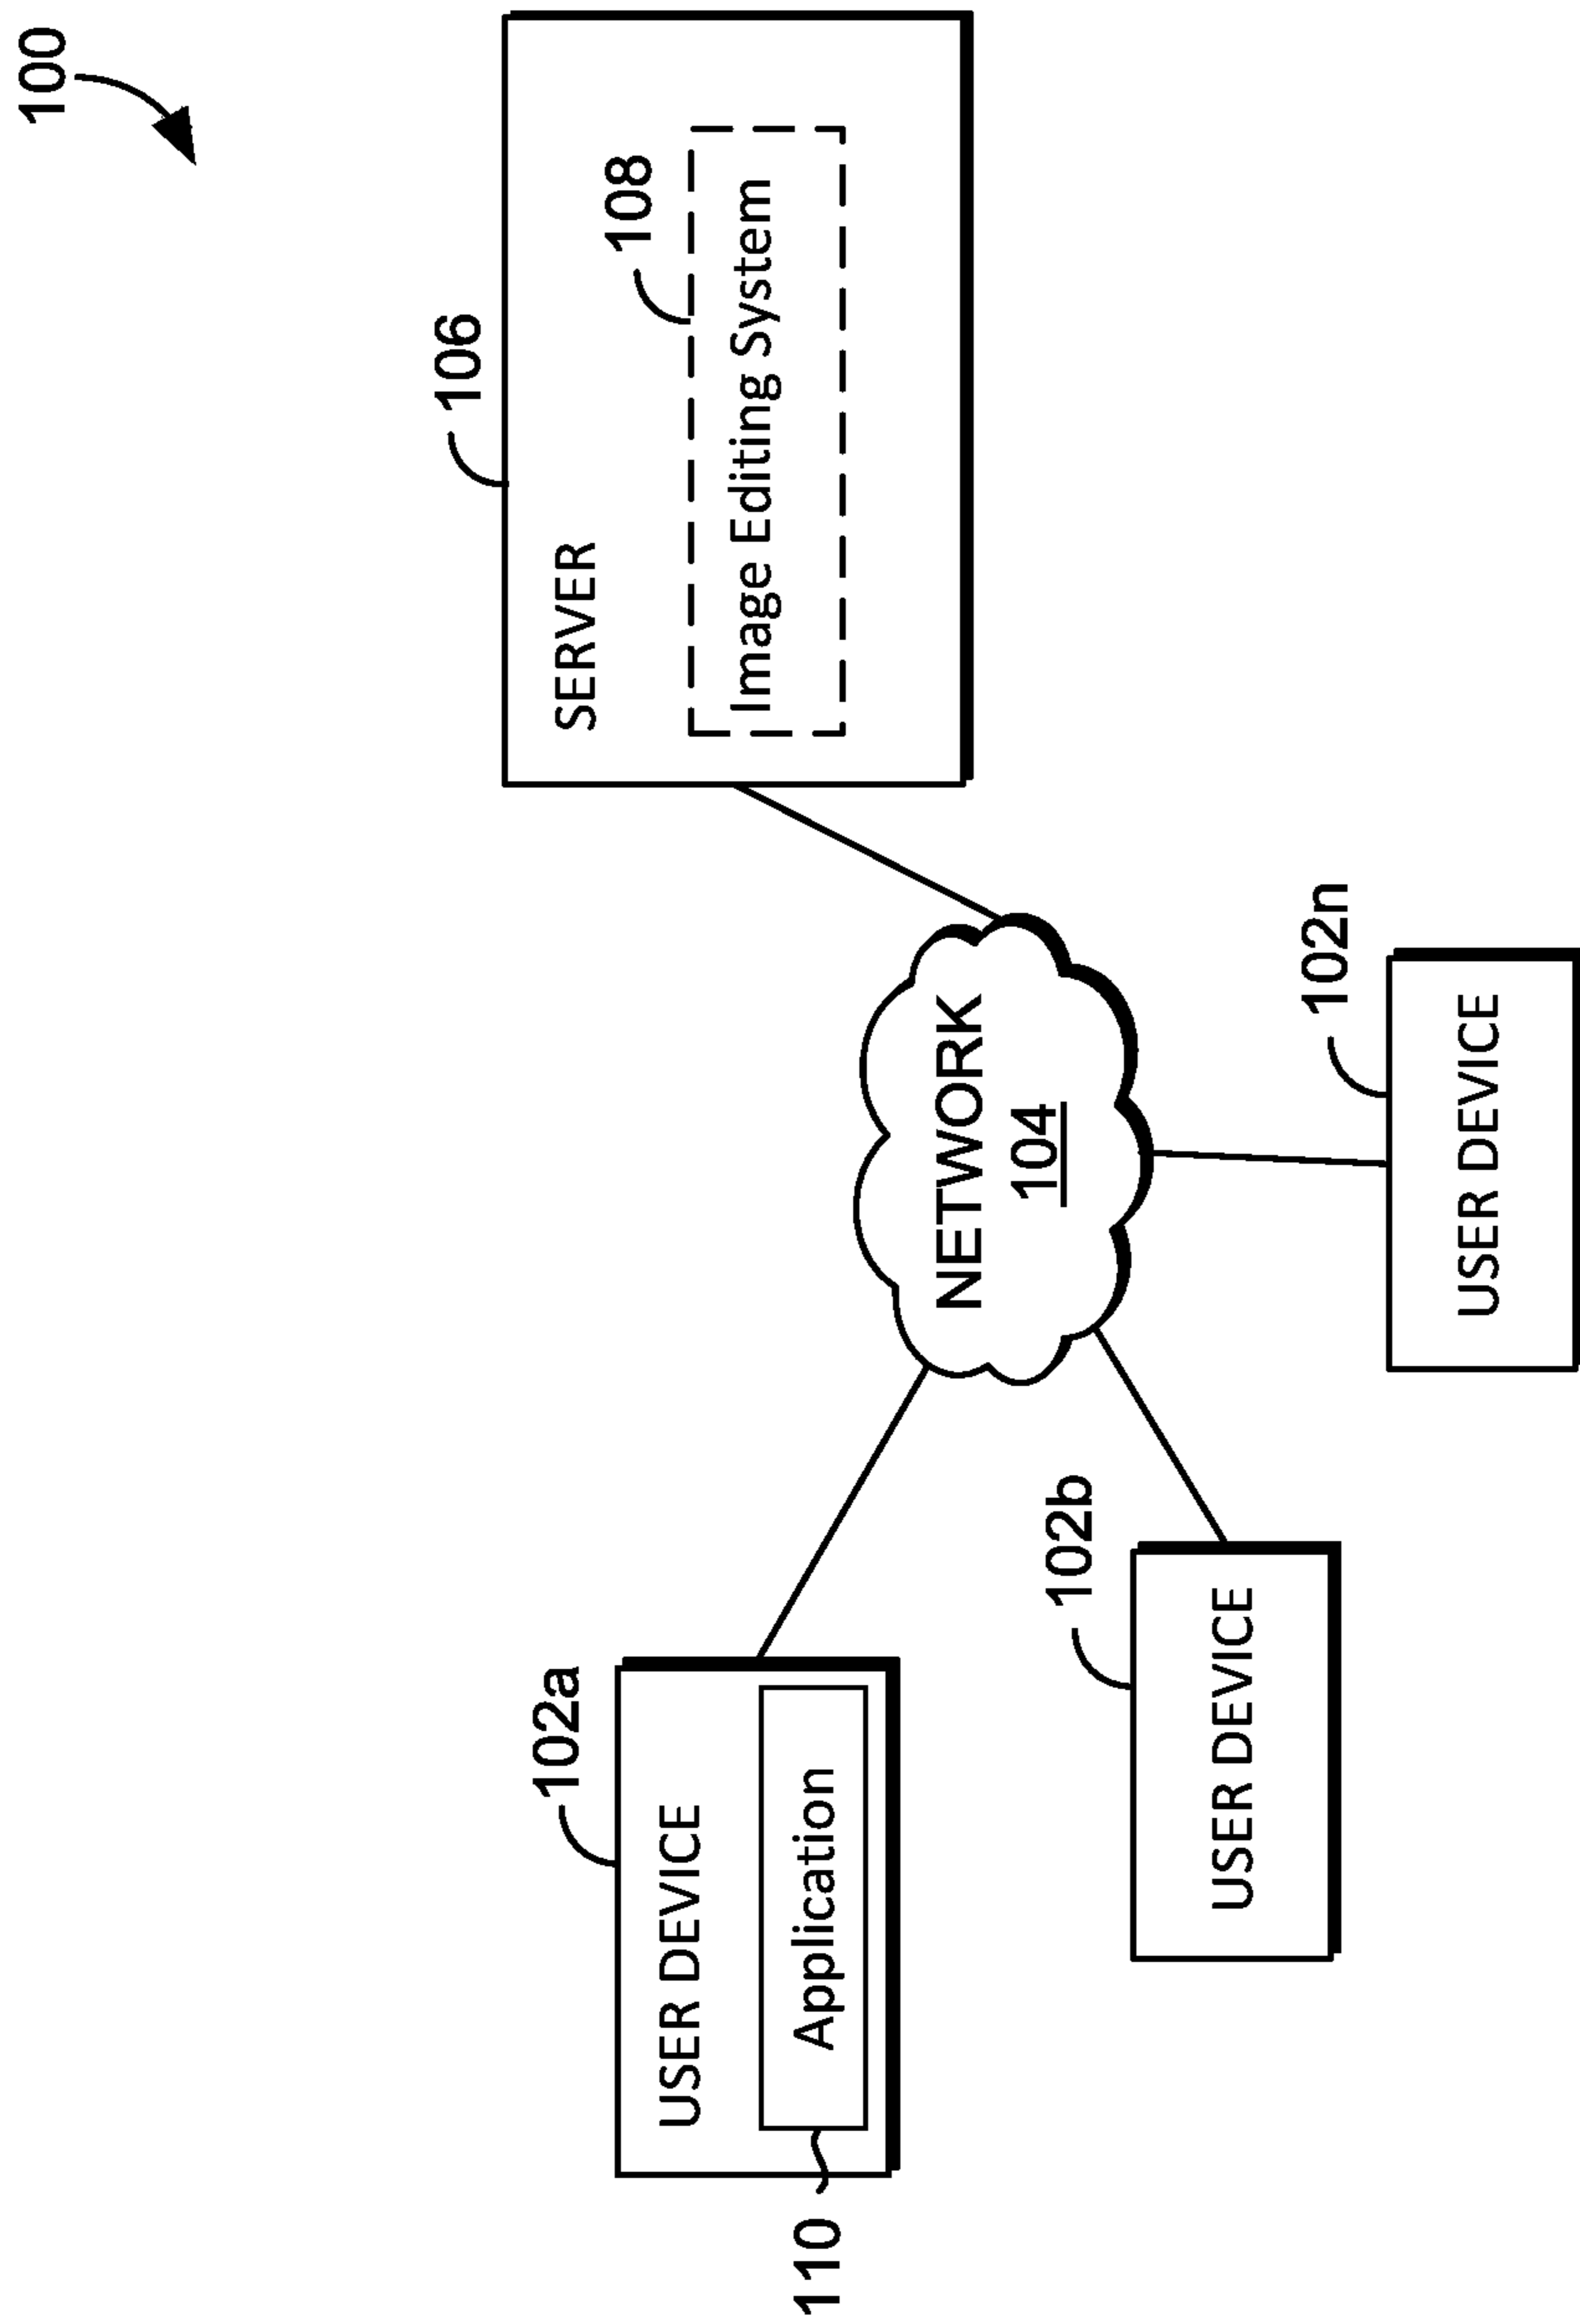 100
106
SERVER
108
Image Editing System
NETWORK
104
102a
USER DEVICE
Application
110
102b
USER DEVICE
102n
USER DEVICE